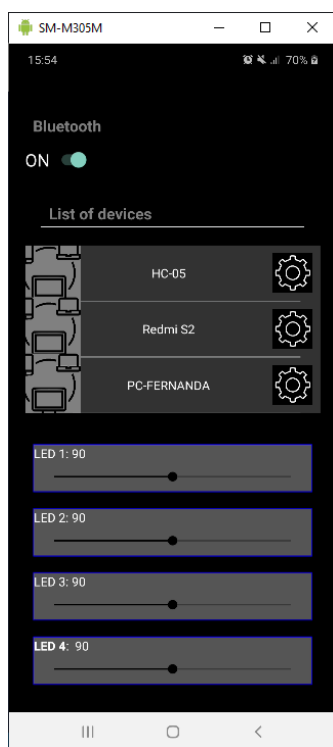 SM-M305M
15:54
70%
Bluetooth
ON
List of devices
HC-05
Redmi S2
PC-FERNANDA
LED 1: 90
LED 2: 90
LED 3: 90
LED 4: 90